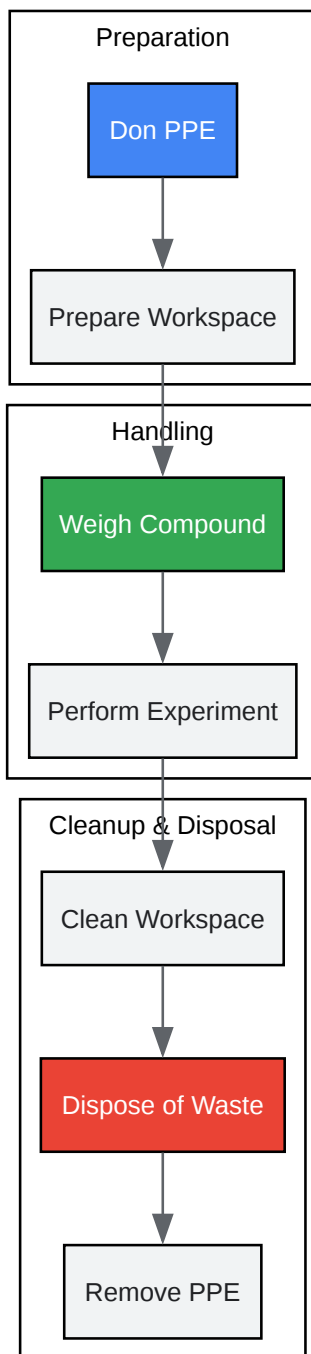 Preparation
Don PPE
Prepare Workspace
Handling
Weigh Compound
Perform Experiment
Cleanup & Disposal
Clean Workspace
Dispose of Waste
Remove PPE